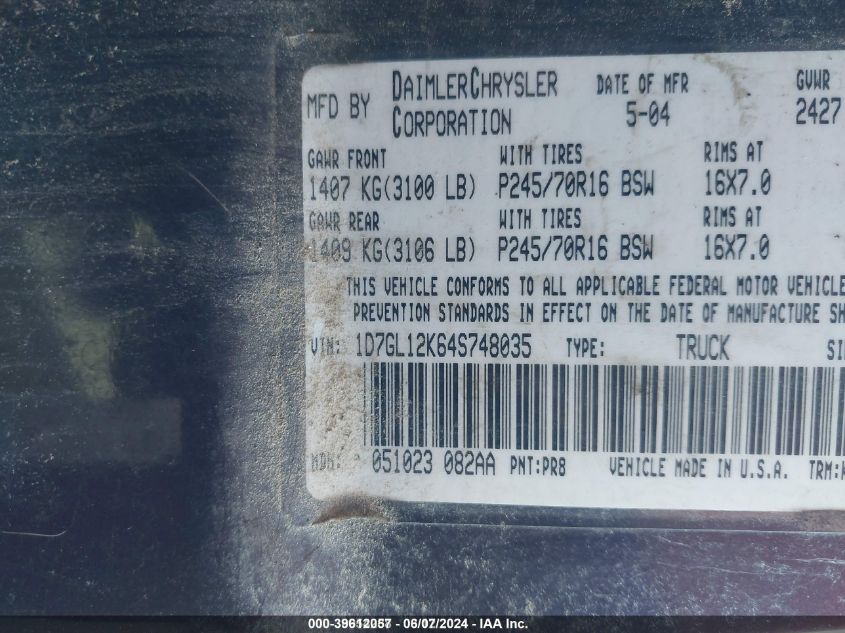 MFD BY DAIMLERCHRYSLER CORPORATION DATE OF MFR 5-04 GVWR 2427
GAWR FRONT WITH TIRES RIMS AT
1407 KG(3100 LB) P245/70R16 BSW 16X7.0
GAWR REAR WITH TIRES RIMS AT
1409 KG(3106 LB) P245/70R16 BSW 16X7.0
THIS VEHICLE CONFORMS TO ALL APPLICABLE FEDERAL MOTOR VEHICLE
PREVENTION STANDARDS IN EFFECT ON THE DATE OF MANUFACTURE SH
VIN: 1D7GL12K64S748035 TYPE: TRUCK
MDH: 051023 082AA PNT:PR8 VEHICLE MADE IN U.S.A. TRM:
000-39612057 - 06/07/2024 - IAA Inc.